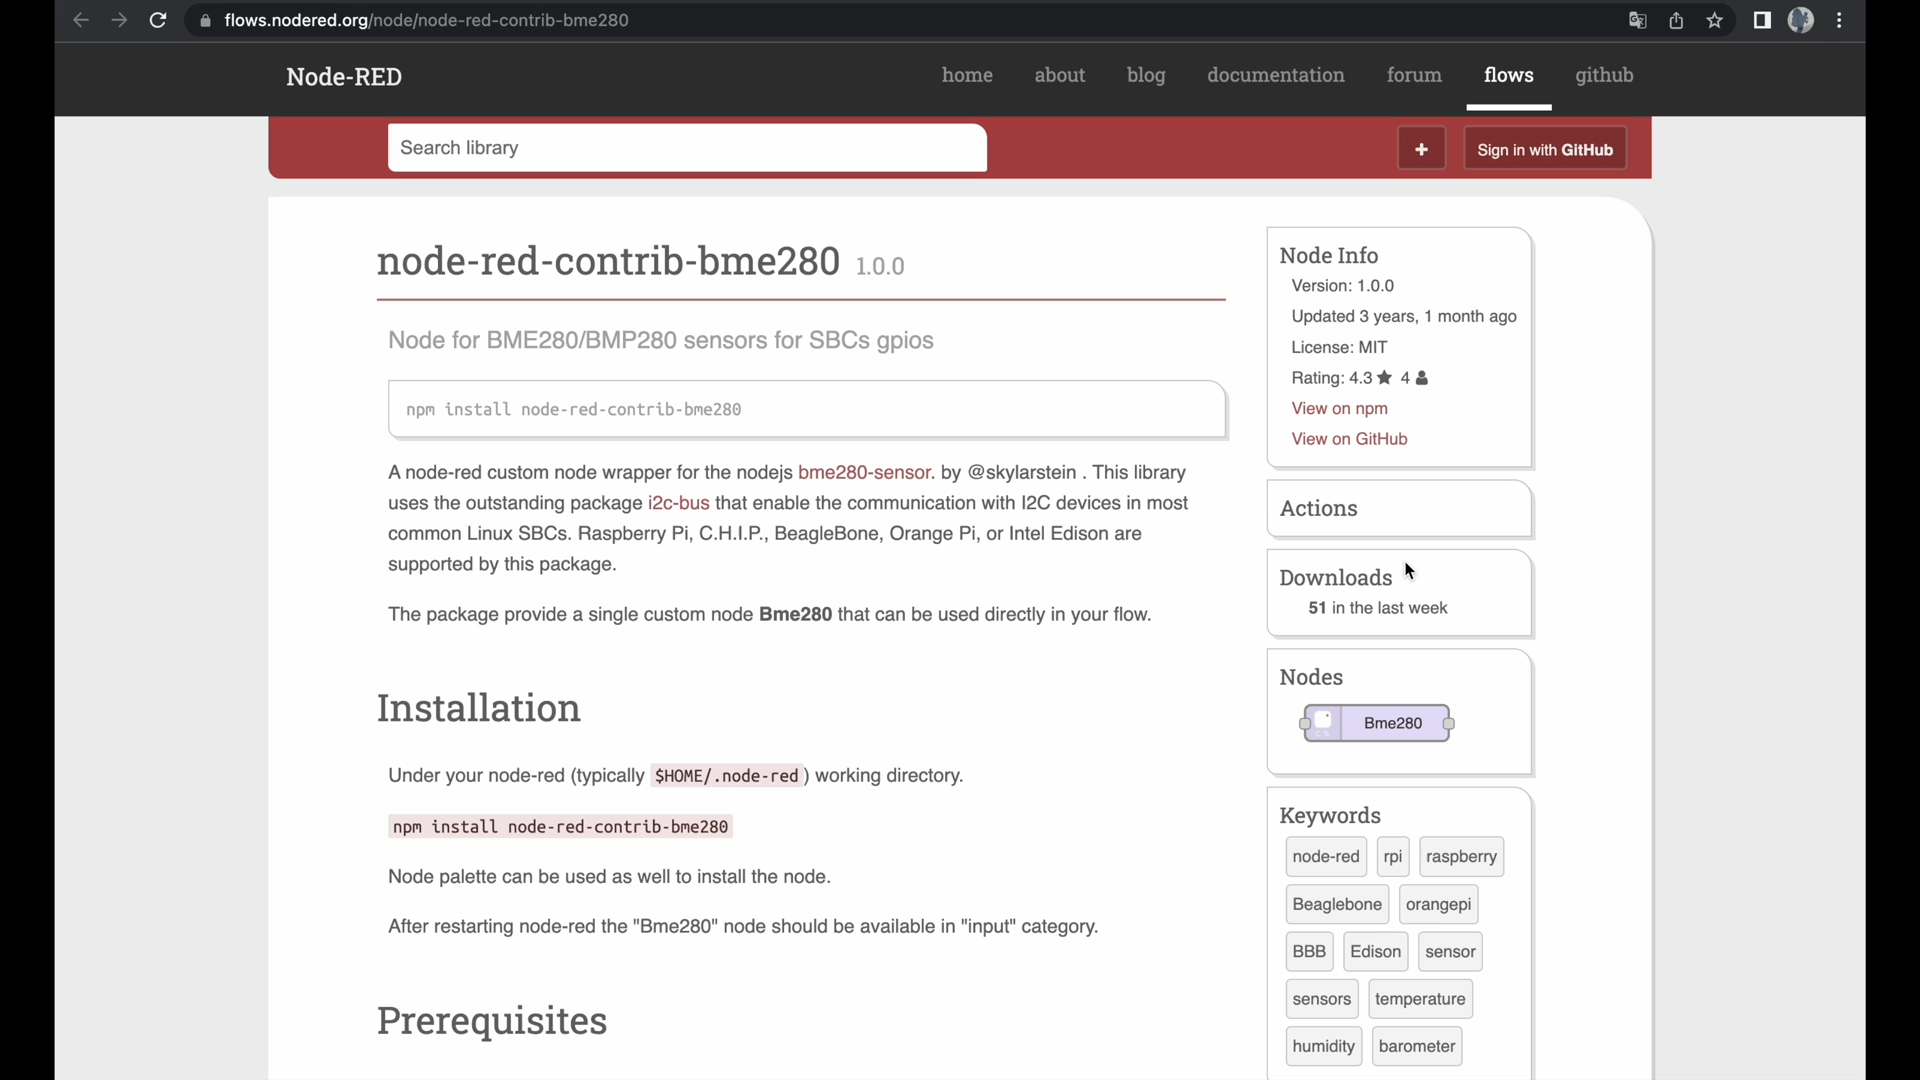 flows.nodered.org/node/node-red-contrib-bme280
Node-RED
home about blog documentation forum flows github
Search library
+ Sign in with GitHub
node-red-contrib-bme280 1.0.0
Node for BME280/BMP280 sensors for SBCs gpios
npm install node-red-contrib-bme280
A node-red custom node wrapper for the nodejs bme280-sensor. by @skylarstein . This library
uses the outstanding package i2c-bus that enable the communication with I2C devices in most
common Linux SBCs. Raspberry Pi, C.H.I.P., BeagleBone, Orange Pi, or Intel Edison are
supported by this package.
The package provide a single custom node Bme280 that can be used directly in your flow.
Installation
Under your node-red (typically $HOME/.node-red) working directory.
npm install node-red-contrib-bme280
Node palette can be used as well to install the node.
After restarting node-red the "Bme280" node should be available in "input" category.
Prerequisites
Node Info
Version: 1.0.0
Updated 3 years, 1 month ago
License: MIT
Rating: 4.3 4
View on npm
View on GitHub
Actions
Downloads
51 in the last week
Nodes
Bme280
Keywords
node-red rpi raspberry
Beaglebone orangepi
BBB Edison sensor
sensors temperature
humidity barometer